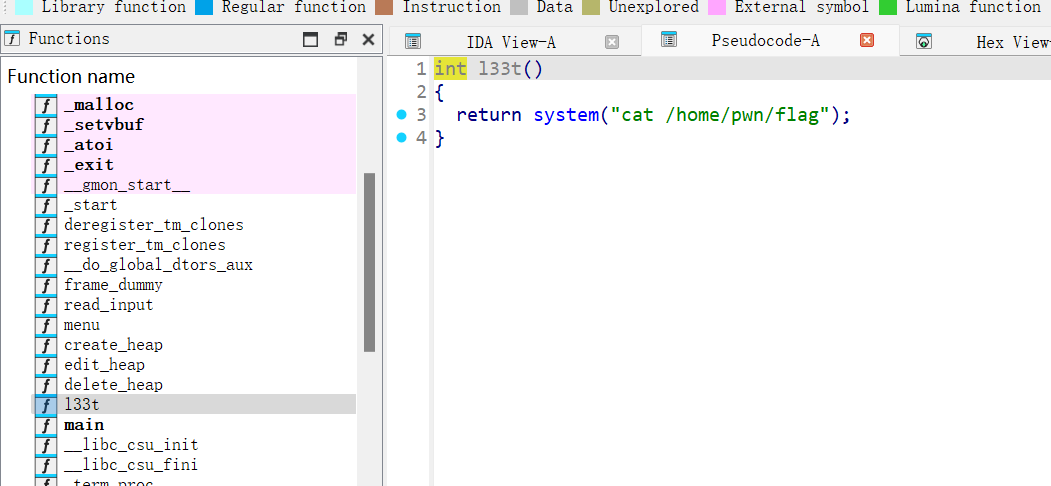 Library function Regular function Instruction Data Unexplored External symbol Lumina function
Functions
IDA View-A Pseudocode-A Hex View-
Function name
f _malloc
f _setvbuf
f _atoi
f _exit
f __gmon_start__
f _start
f deregister_tm_clones
f register_tm_clones
f __do_global_dtors_aux
f frame_dummy
f read_input
f menu
f create_heap
f edit_heap
f delete_heap
f l33t
f main
f __libc_csu_init
f __libc_csu_fini
f _term_proc
1 int l33t()
2 {
3 return system("cat /home/pwn/flag");
4 }